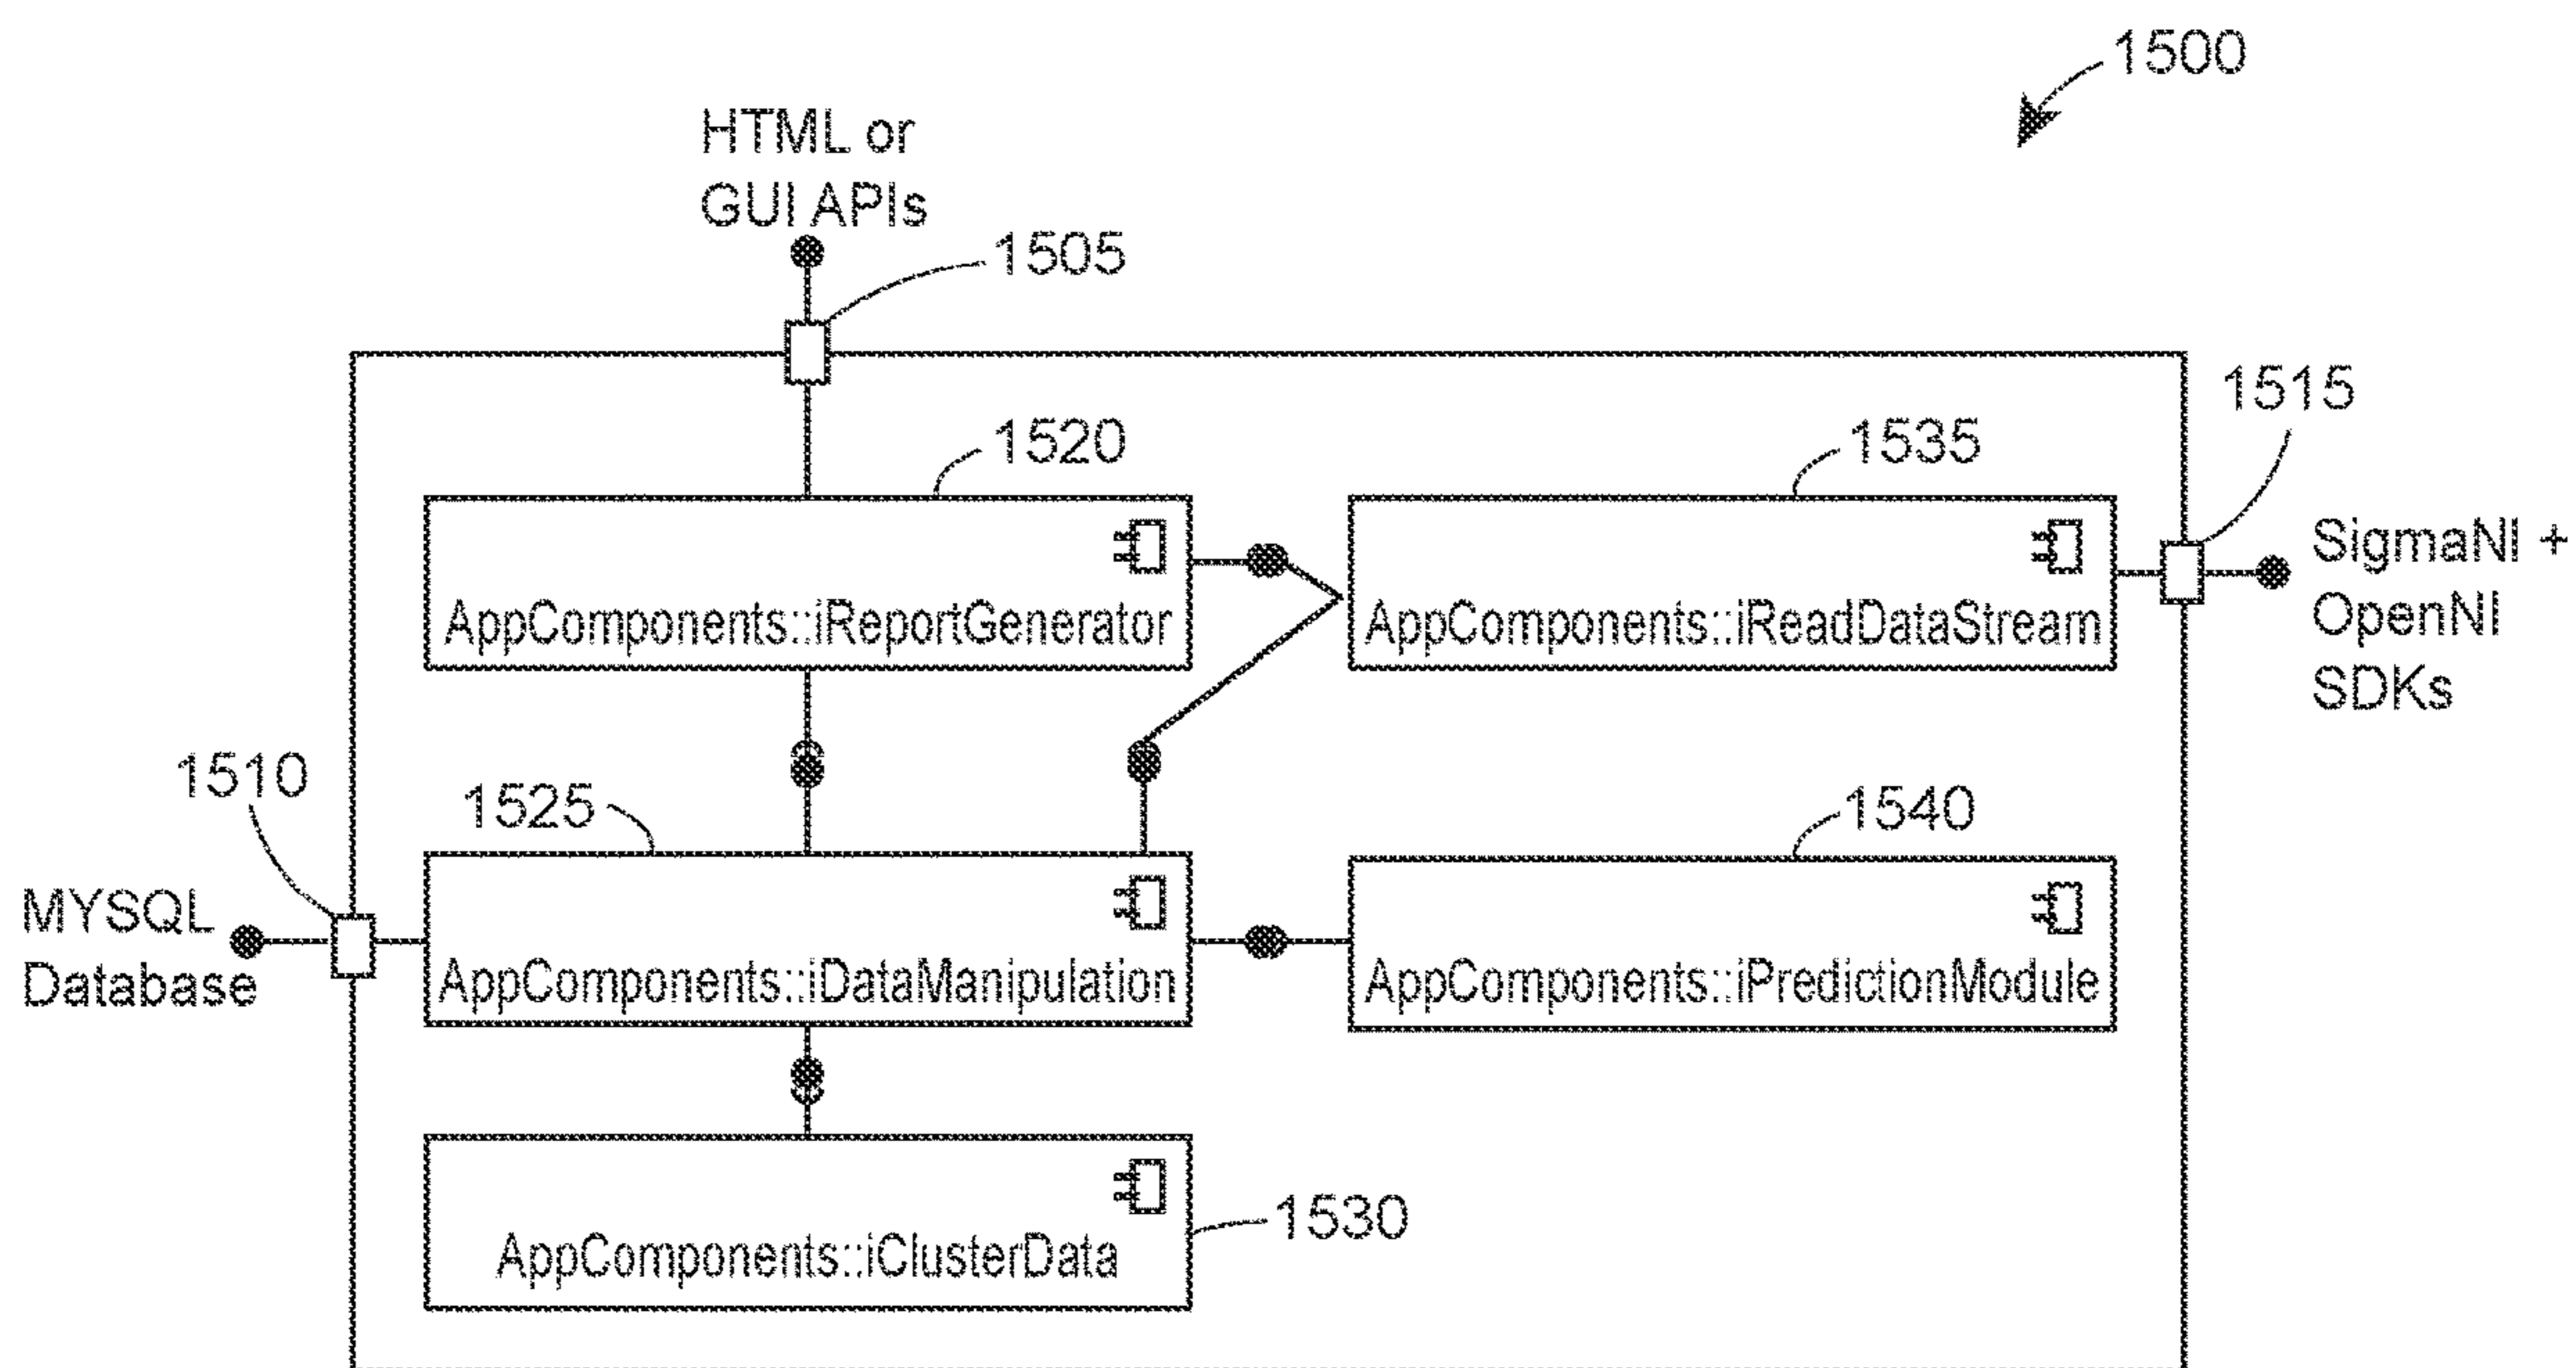 1500
HTML or
GUI APIs
1505
1515
1520
1535
SigmaNI +
OpenNI
SDKs
AppComponents::iReportGenerator
AppComponents::iReadDataStream
1510
1525
1540
MYSQL
Database
AppComponents::iDataManipulation
AppComponents::iPredictionModule
1530
AppComponents::iClusterData